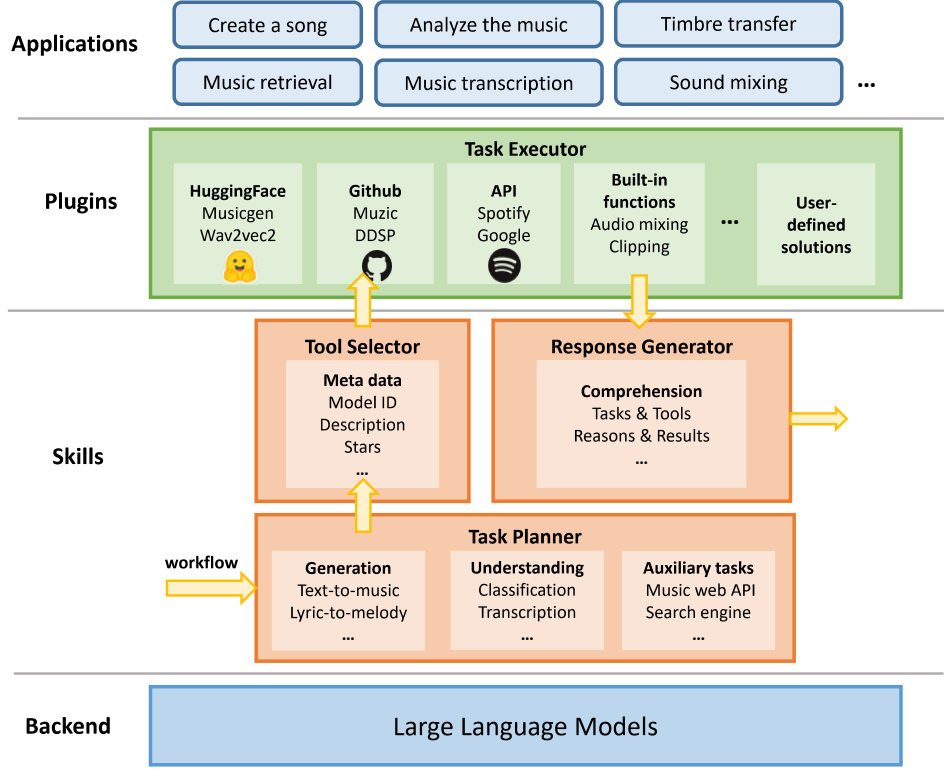 Applications
Create a song
Analyze the music
Timbre transfer
Music retrieval
Music transcription
Sound mixing
...
Plugins
Task Executor
HuggingFace
Musicgen
Wav2vec2
Github
Muzic
DDSP
API
Spotify
Google
Built-in
functions
Audio mixing
Clipping
...
User-
defined
solutions
Skills
Tool Selector
Meta data
Model ID
Description
Stars
...
Response Generator
Comprehension
Tasks & Tools
Reasons & Results
...
workflow
Task Planner
Generation
Text-to-music
Lyric-to-melody
...
Understanding
Classification
Transcription
...
Auxiliary tasks
Music web API
Search engine
...
Backend
Large Language Models